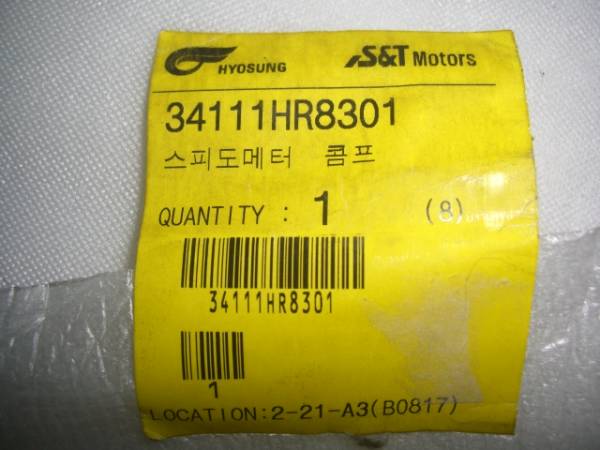 HYOSUNG S&T Motors
34111HR8301
스피도메터 콤프
QUANTITY : 1 (8)
34111HR8301
1
LOCATION:2-21-A3(B0817)